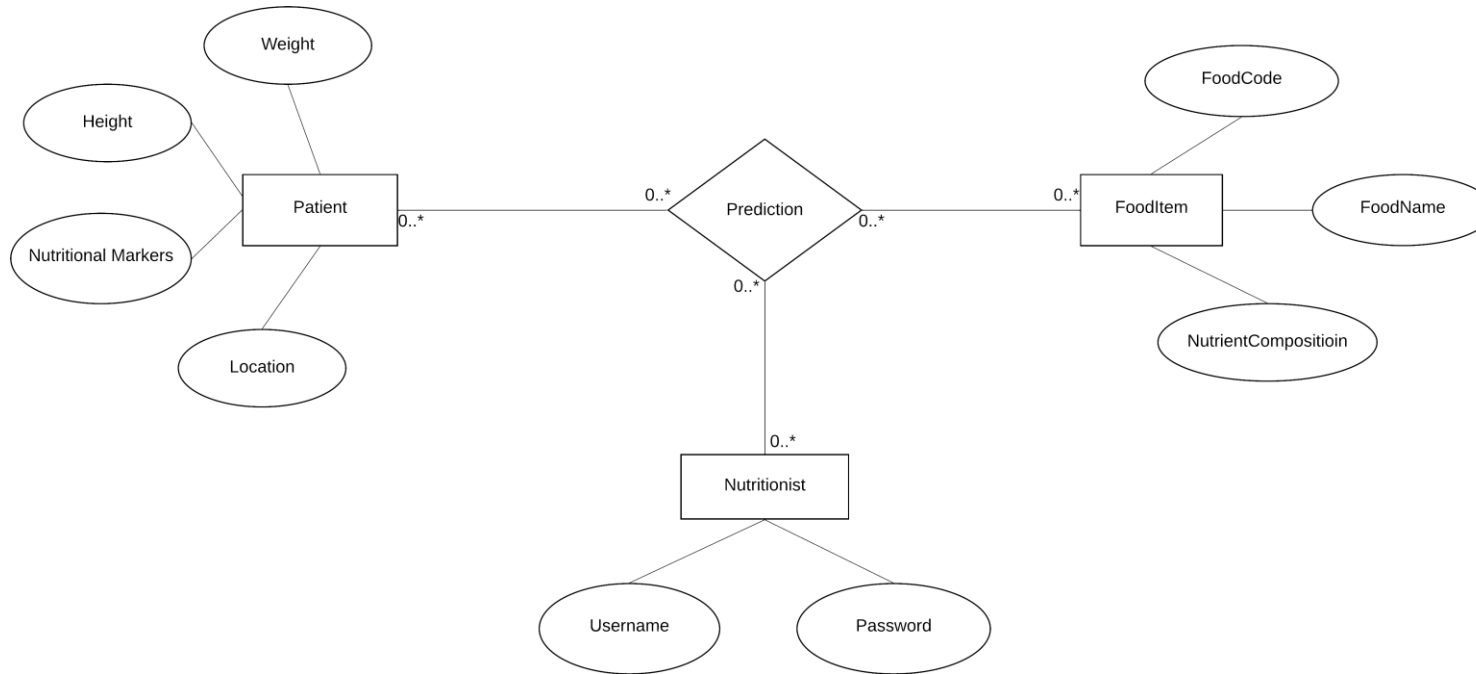 Weight
FoodCode
Height
0..*
0..*
0..*
0..*
Patient
Prediction
FoodItem
FoodName
Nutritional Markers
0..*
NutrientCompositioin
Location
0..*
Nutritionist
Username
Password